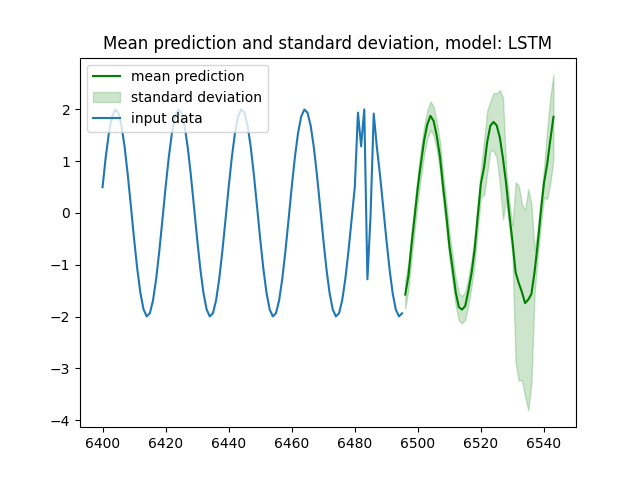 Mean prediction and standard deviation, model: LSTM
mean prediction
standard deviation
input data
2
1
0
−1
−2
−3
−4
6400 6420 6440 6460 6480 6500 6520 6540